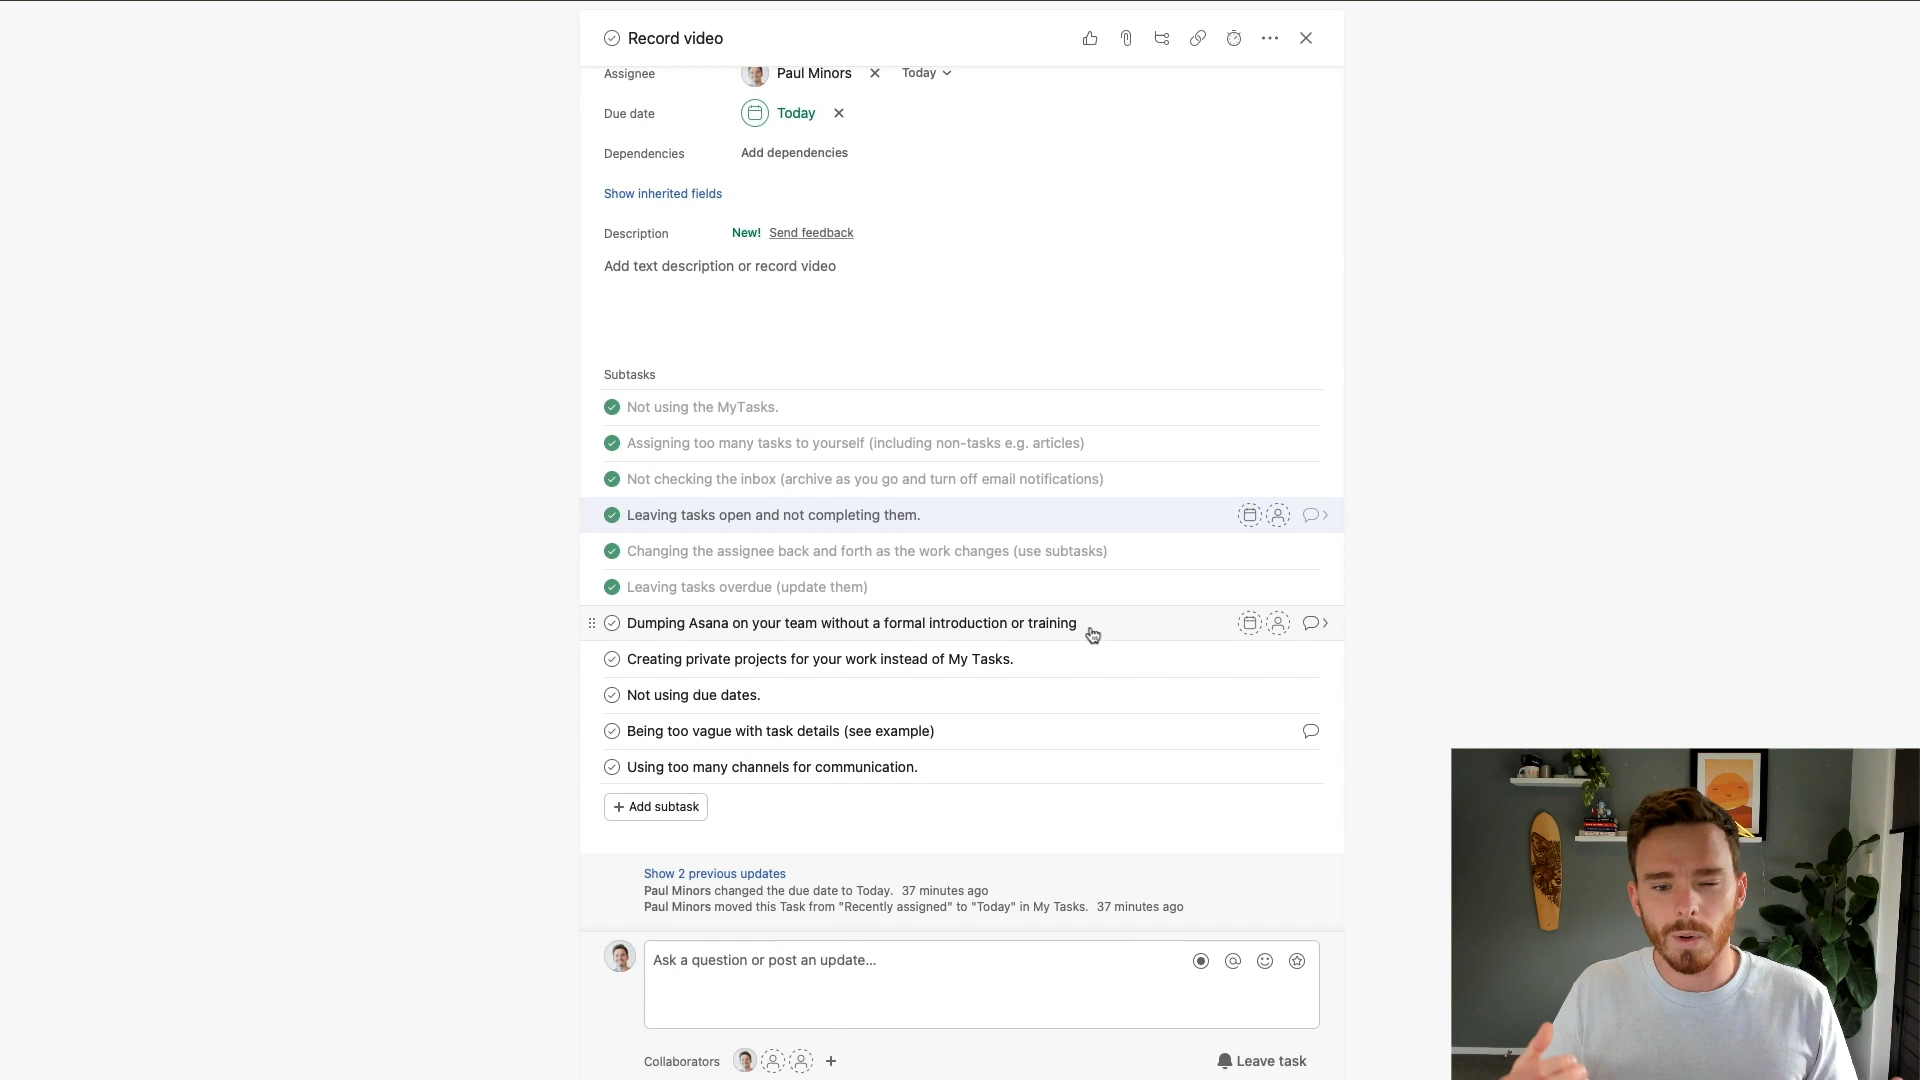 Record video
Assignee Paul Minors Today
Due date Today
Dependencies Add dependencies
Show inherited fields
Description New! Send feedback
Add text description or record video
Subtasks
Not using the MyTasks.
Assigning too many tasks to yourself (including non-tasks e.g. articles)
Not checking the inbox (archive as you go and turn off email notifications)
Leaving tasks open and not completing them.
Changing the assignee back and forth as the work changes (use subtasks)
Leaving tasks overdue (update them)
Dumping Asana on your team without a formal introduction or training
Creating private projects for your work instead of My Tasks.
Not using due dates.
Being too vague with task details (see example)
Using too many channels for communication.
+ Add subtask
Show 2 previous updates
Paul Minors changed the due date to Today. 37 minutes ago
Paul Minors moved this Task from "Recently assigned" to "Today" in My Tasks. 37 minutes ago
Ask a question or post an update...
Collaborators + Leave task